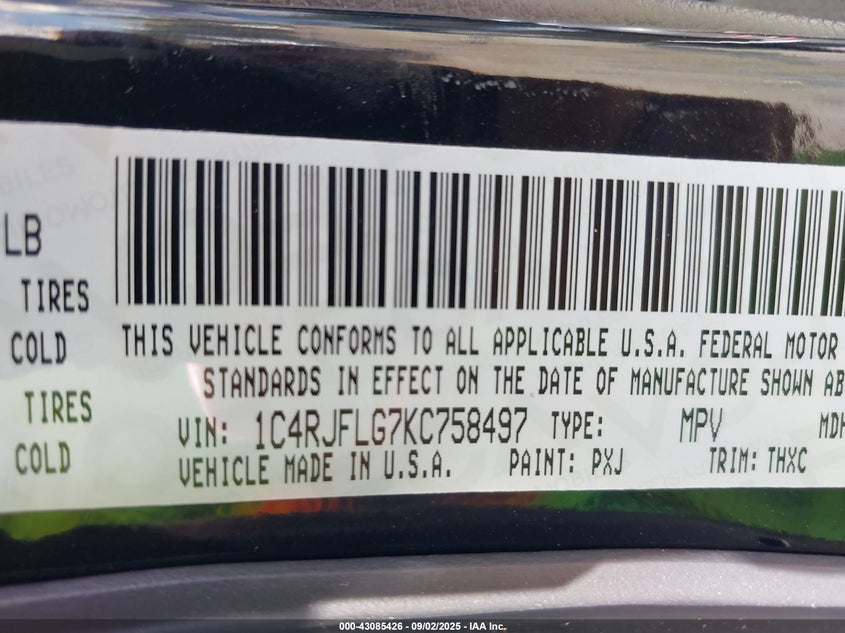 LB
TIRES
COLD
TIRES
COLD
THIS VEHICLE CONFORMS TO ALL APPLICABLE U.S.A. FEDERAL MOTOR
STANDARDS IN EFFECT ON THE DATE OF MANUFACTURE SHOWN AB
VIN: 1C4RJFLG7KC758497 TYPE: MPV MDH
VEHICLE MADE IN U.S.A. PAINT: PXJ TRIM: THXC
000-43085426 - 09/02/2025 - IAA Inc.